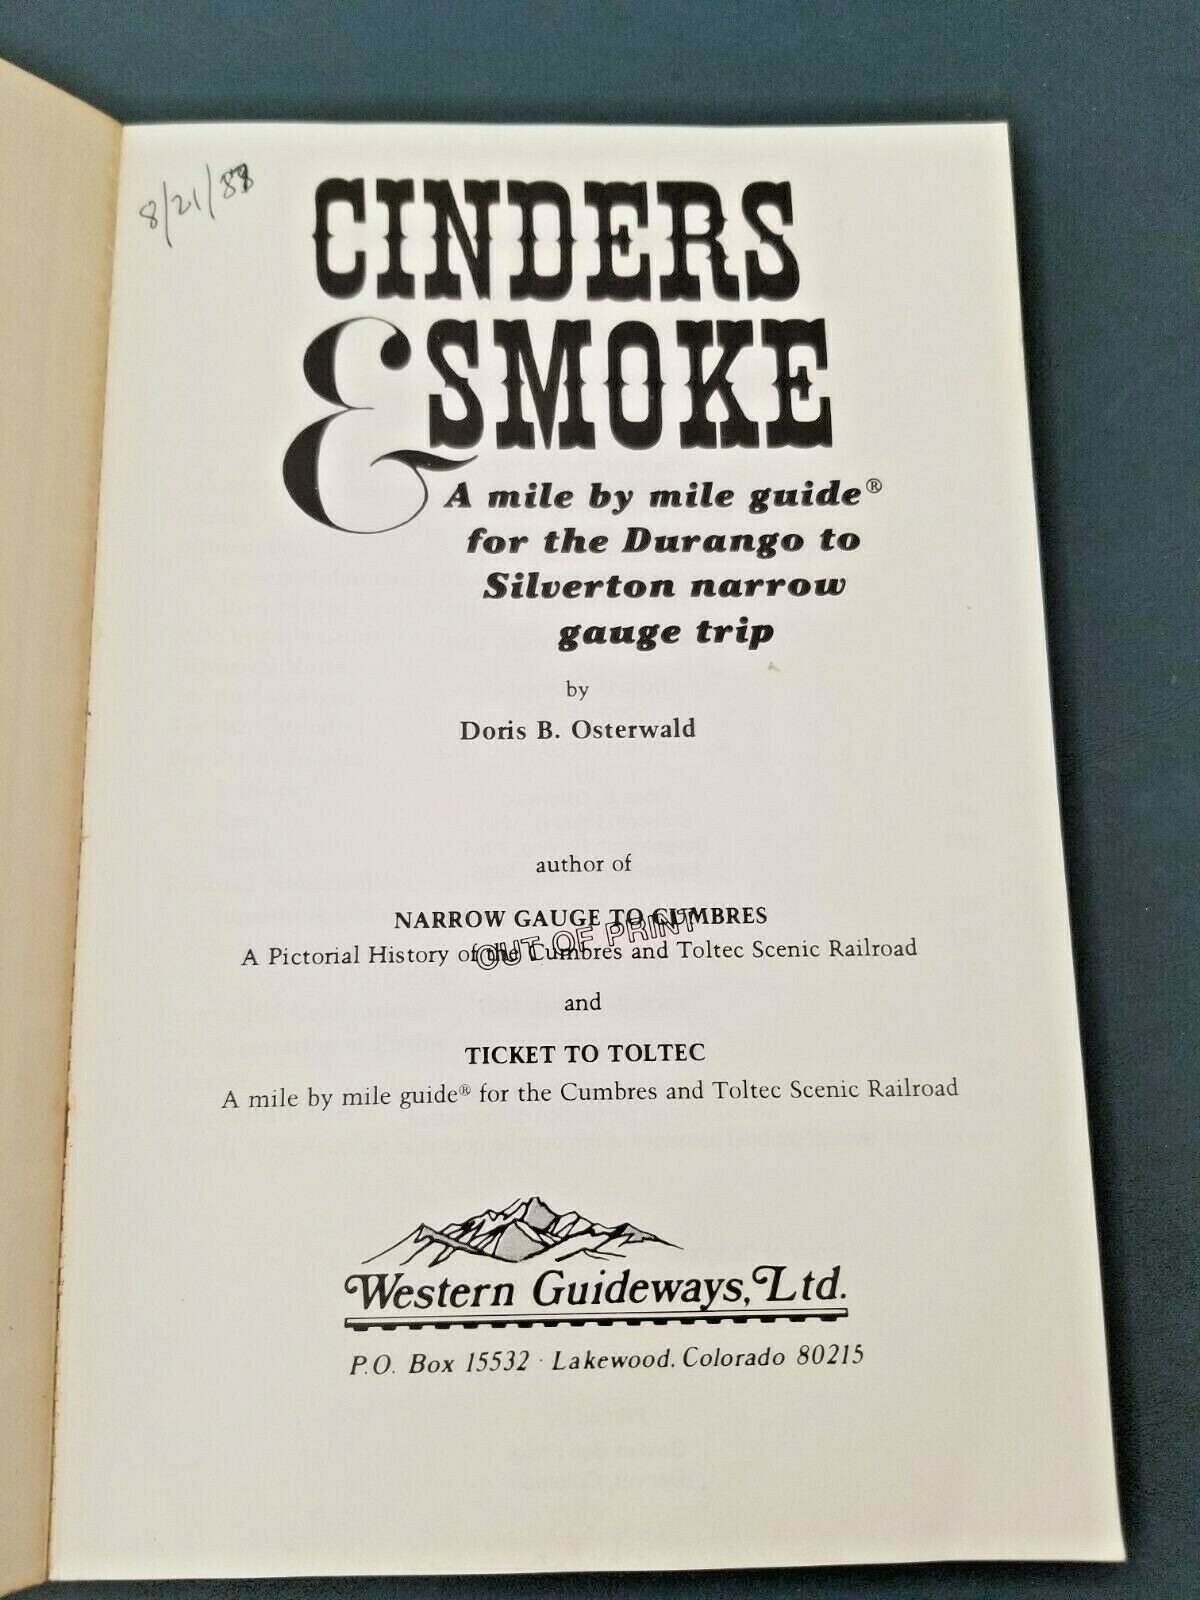 8/21/88
CINDERS
& SMOKE
A mile by mile guide®
for the Durango to
Silverton narrow
gauge trip
by
Doris B. Osterwald
author of
NARROW GAUGE TO CUMBRES
OUT OF PRINT
A Pictorial History of the Cumbres and Toltec Scenic Railroad
and
TICKET TO TOLTEC
A mile by mile guide® for the Cumbres and Toltec Scenic Railroad
Western Guideways, Ltd.
P.O. Box 15532 · Lakewood, Colorado 80215